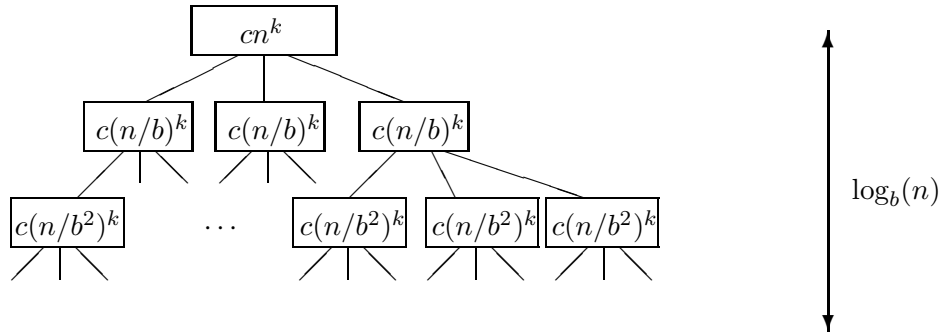 cn^k
c(n/b)^k c(n/b)^k c(n/b)^k
log_b(n)
c(n/b^2)^k ... c(n/b^2)^k c(n/b^2)^k c(n/b^2)^k